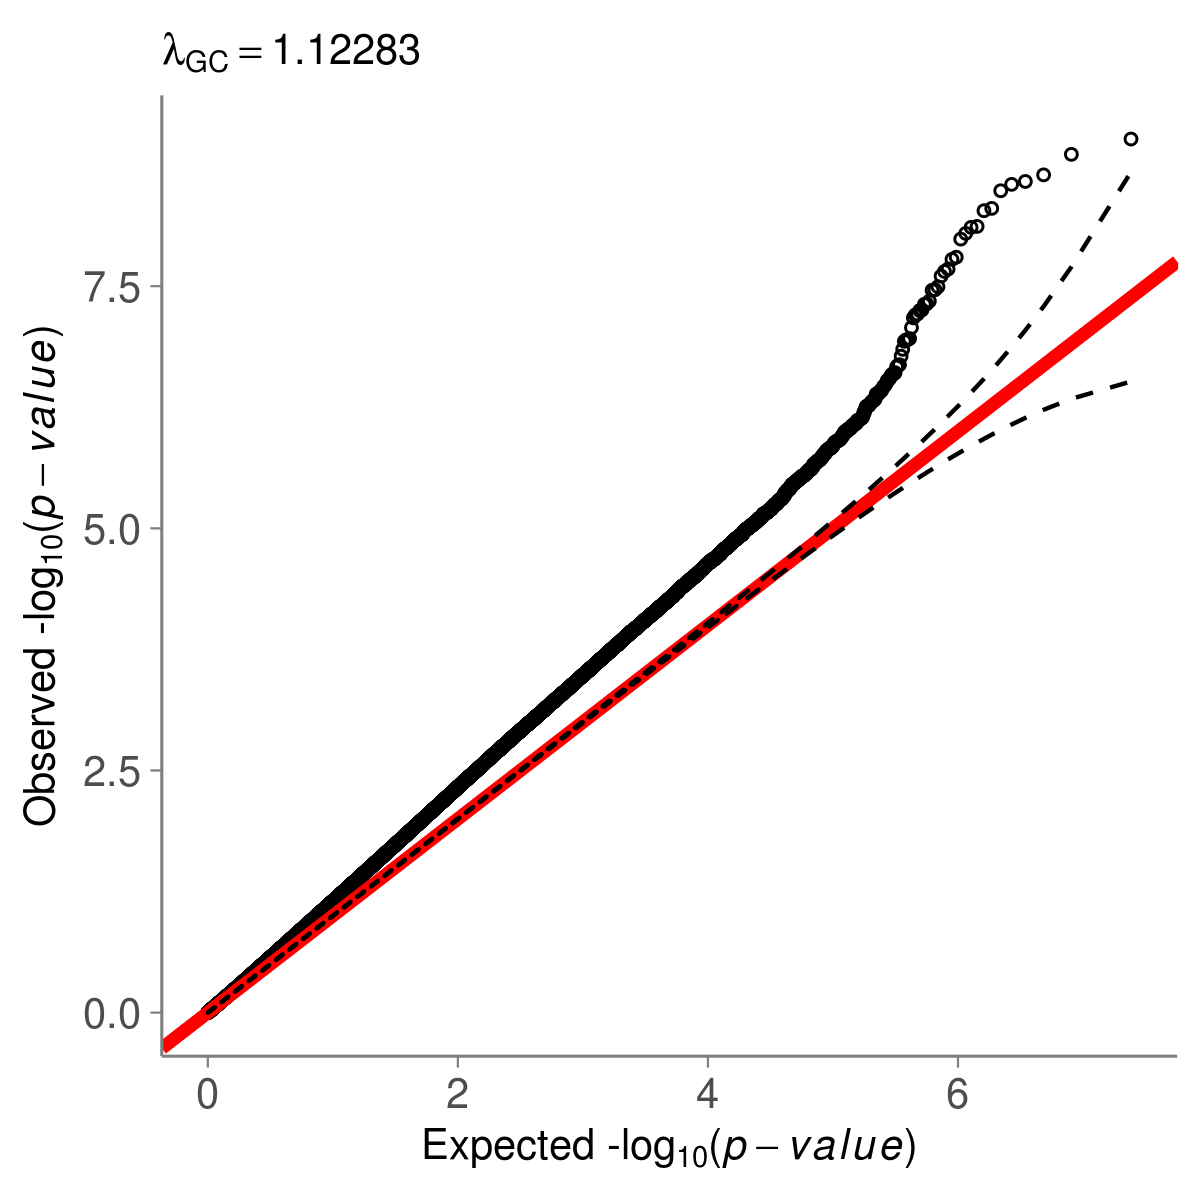 λGC = 1.12283
Observed -log10(p − value)
7.5
5.0
2.5
0.0
0 2 4 6
Expected -log10(p − value)